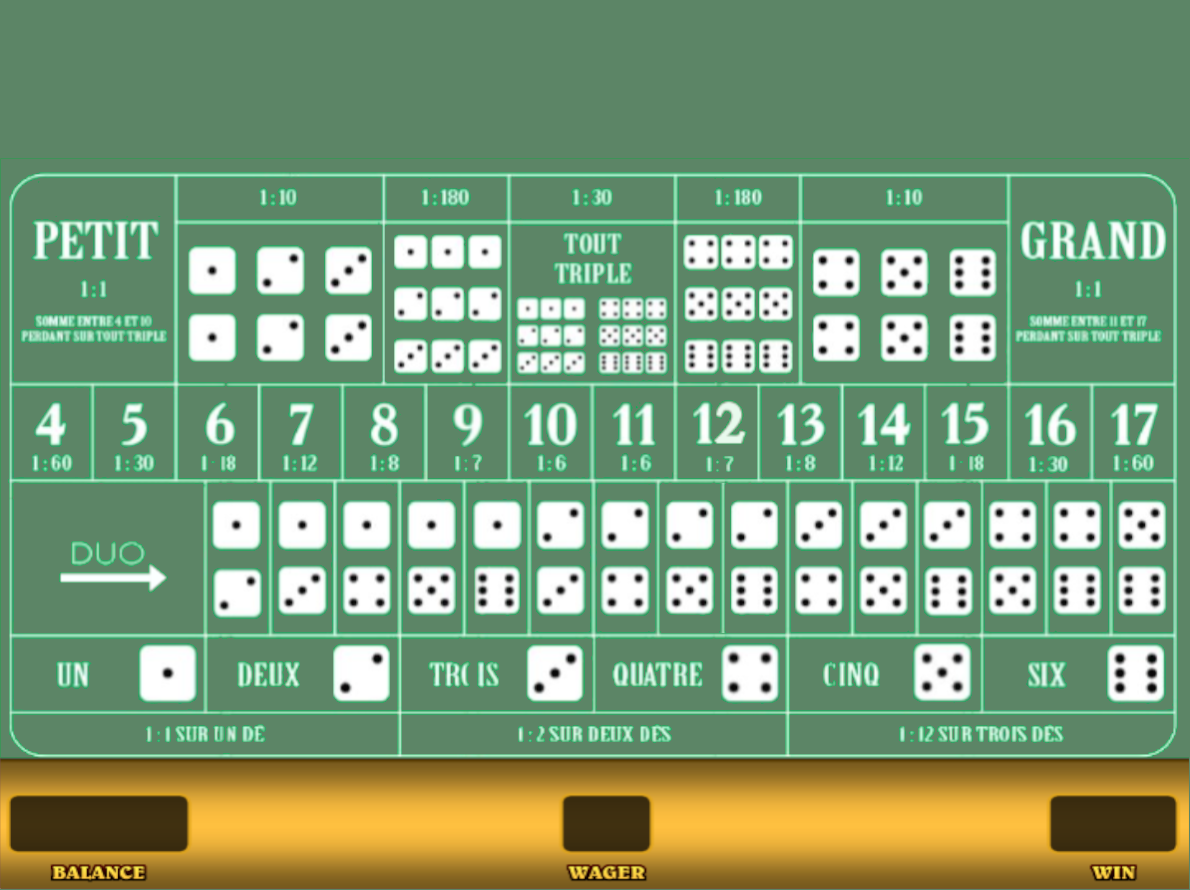 1:10
1:180
1:30
1:180
1:10
PETIT
1:1
SOMME ENTRE 4 ET 10
PERDANT SUR TOUT TRIPLE
TOUT
TRIPLE
GRAND
1:1
SOMME ENTRE 11 ET 17
PERDANT SUR TOUT TRIPLE
4 5 6 7 8 9 10 11 12 13 14 15 16 17
1:60 1:30 1:18 1:12 1:8 1:7 1:6 1:6 1:7 1:8 1:12 1:18 1:30 1:60
DUO
UN
DEUX
TROIS
QUATRE
CINQ
SIX
1:1 SUR UN DÉ
1:2 SUR DEUX DÉS
1:12 SUR TROIS DÉS
BALANCE
WAGER
WIN